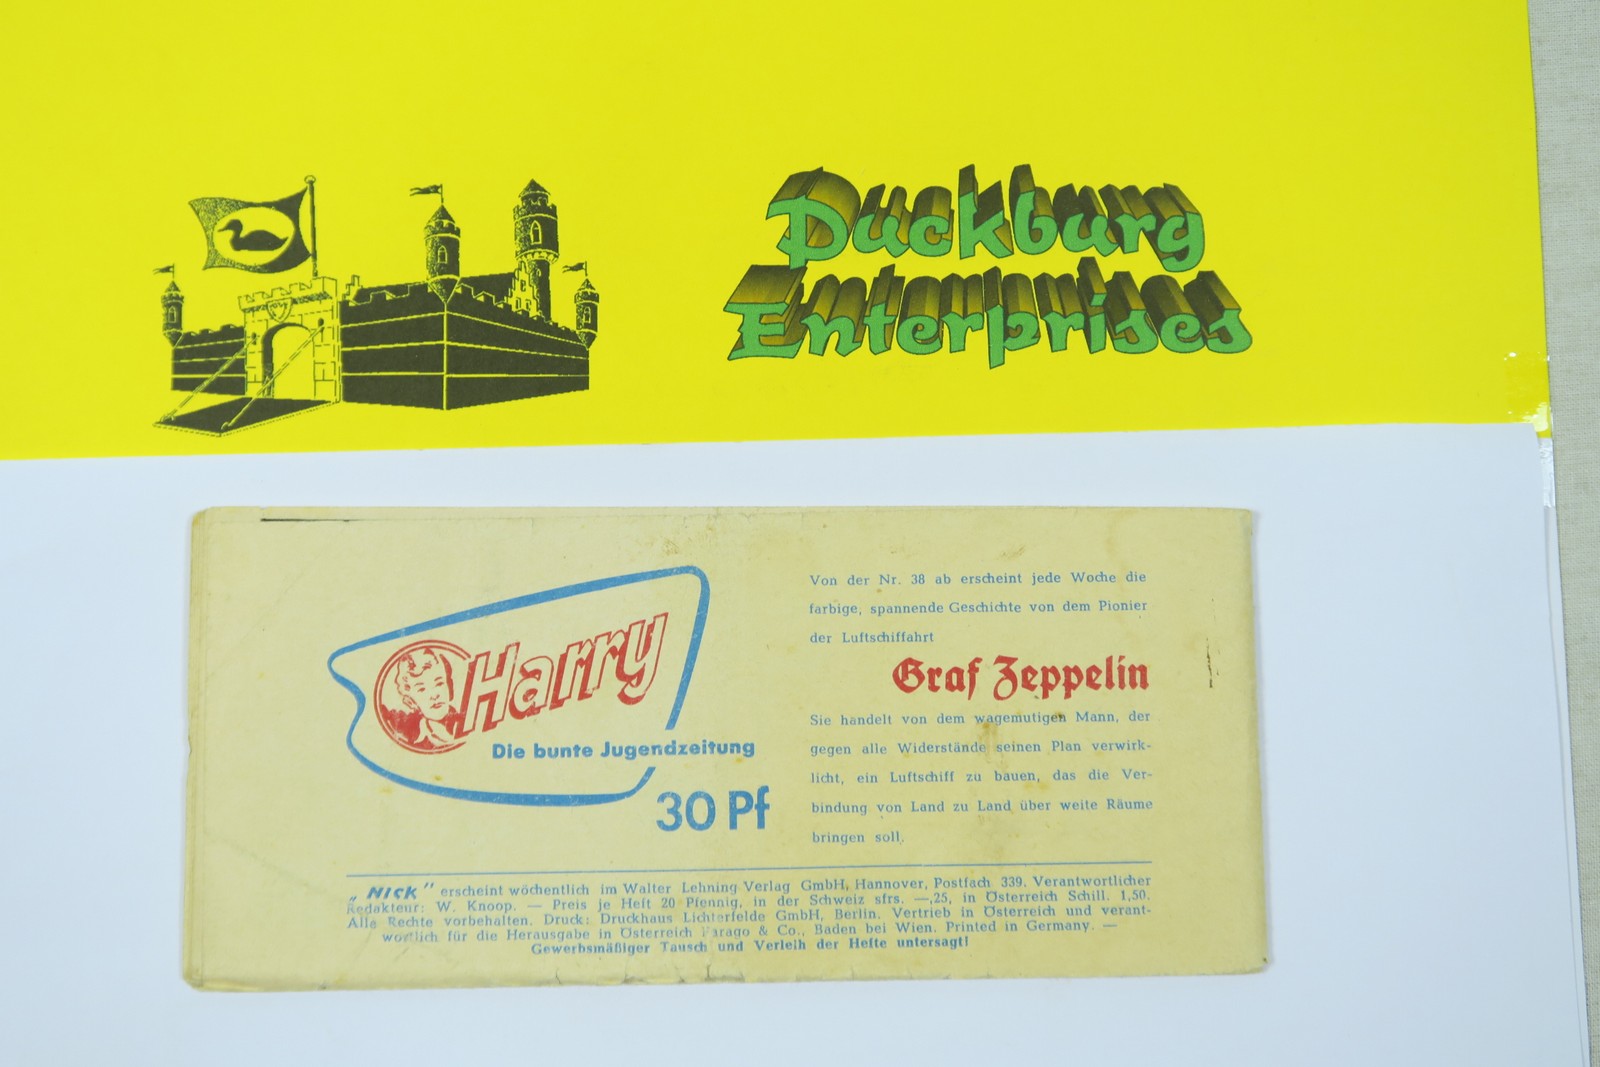 Duckburg
Enterprises
Harry
Die bunte Jugendzeitung
30 Pf
Von der Nr. 38 ab erscheint jede Woche die
farbige, spannende Geschichte von dem Pionier
der Luftschiffahrt
Graf Zeppelin
Sie handelt von dem wagemutigen Mann, der
gegen alle Widerstände seinen Plan verwirk-
licht, ein Luftschiff zu bauen, das die Ver-
bindung von Land zu Land über weite Räume
bringen soll.
„NICK" erscheint wöchentlich im Walter Lehning Verlag GmbH, Hannover, Postfach 339. Verantwortlicher
Redakteur: W. Knoop. — Preis je Heft 20 Pfennig, in der Schweiz sfrs. —,25, in Österreich Schill. 1,50.
Alle Rechte vorbehalten. Druck: Druckhaus Lichterfelde GmbH, Berlin. Vertrieb in Österreich und verant-
wortlich für die Herausgabe in Österreich Farago & Co., Baden bei Wien. Printed in Germany. —
Gewerbsmäßiger Tausch und Verleih der Hefte untersagt!